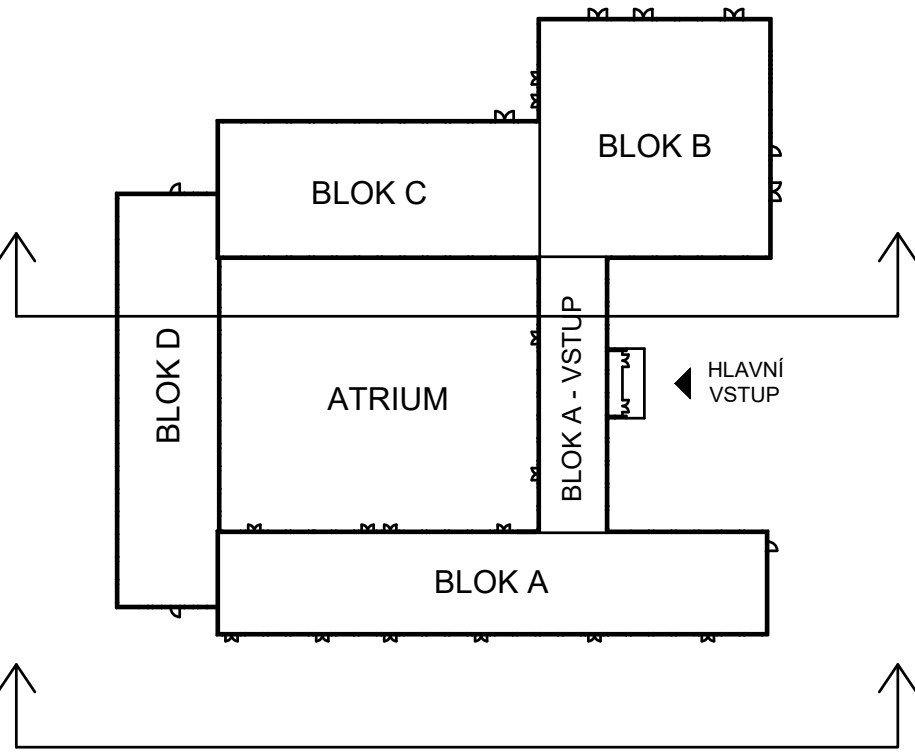 BLOK B
BLOK C
BLOK D
ATRIUM
BLOK A - VSTUP
HLAVNÍ
VSTUP
BLOK A